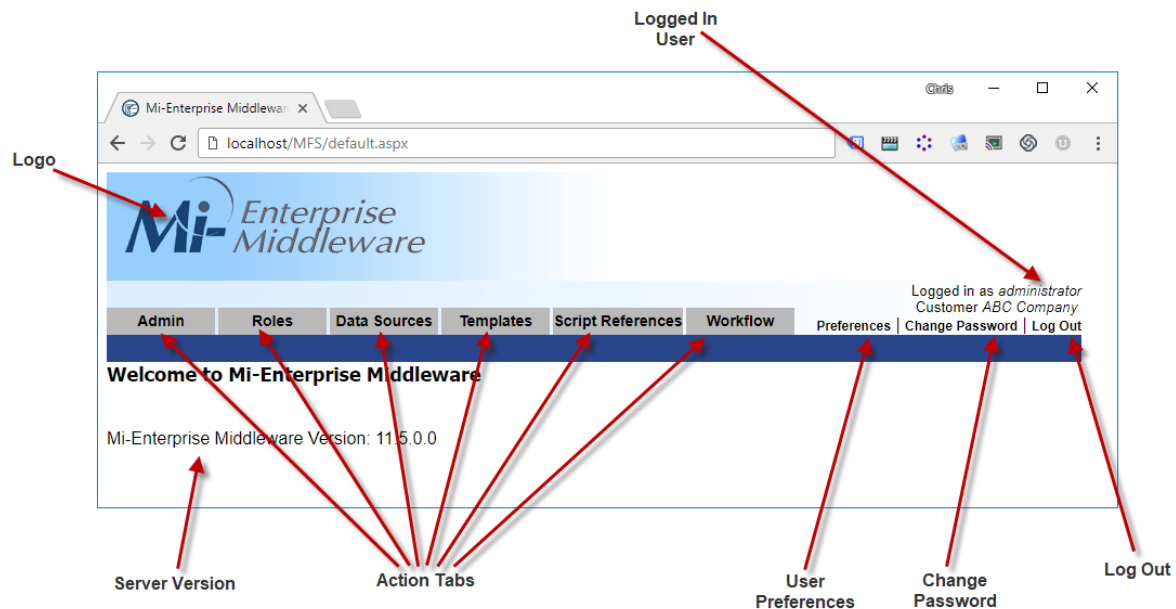 Logged In
User
Chris
Mi-Enterprise Middlewar
localhost/MFS/default.aspx
Logo
Mi- Enterprise
Middleware
Logged in as administrator
Customer ABC Company
Admin Roles Data Sources Templates Script References Workflow Preferences | Change Password | Log Out
Welcome to Mi-Enterprise Middleware
Mi-Enterprise Middleware Version: 11.5.0.0
Server Version
Action Tabs
User
Preferences
Change
Password
Log Out